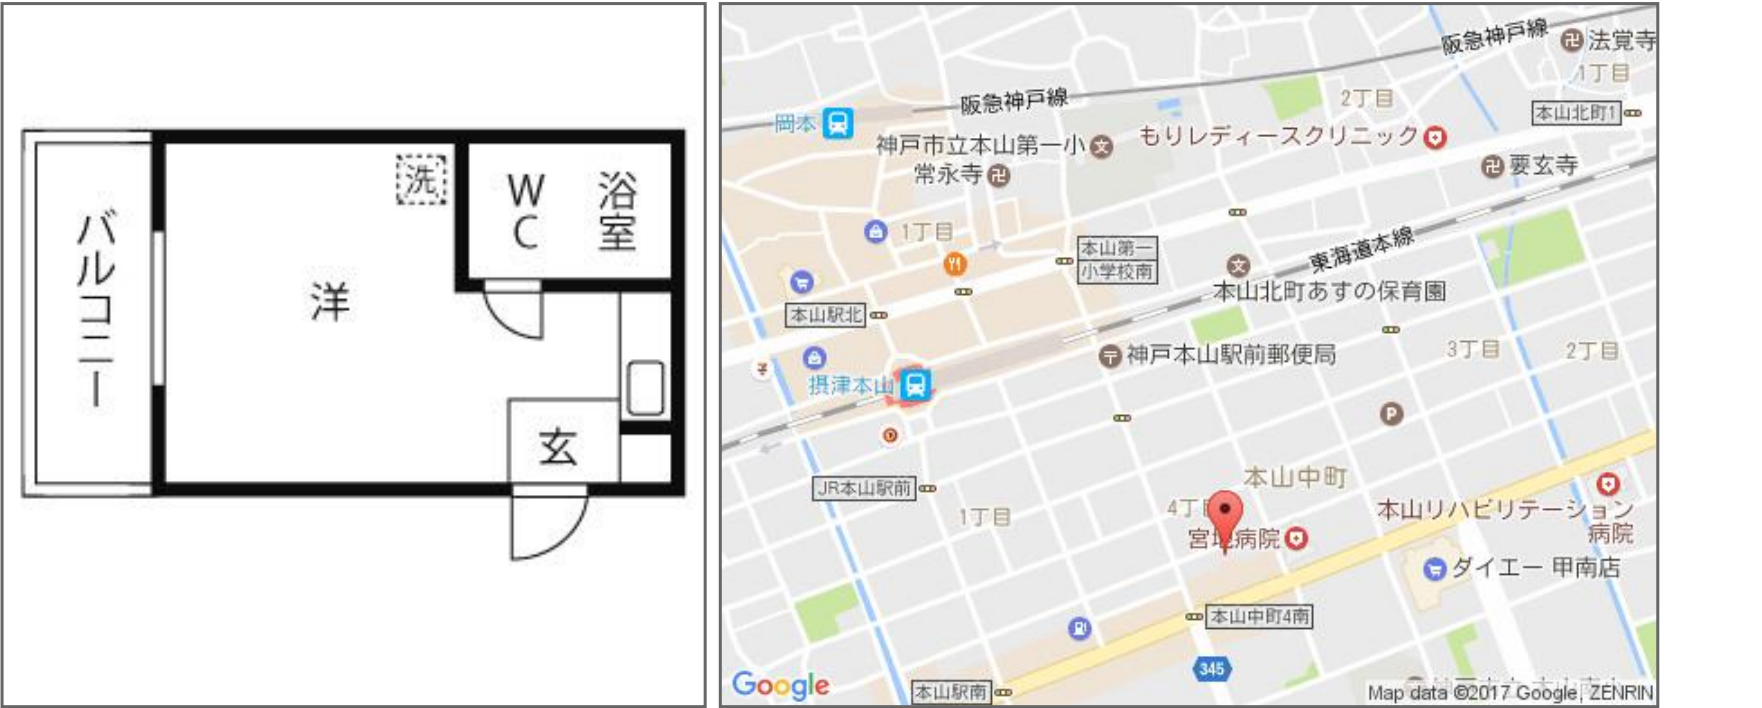 バルコニー
洋
洗
WC
浴室
玄
阪急神戸線
法覚寺
1丁目
阪急神戸線
2丁目
本山北町1
岡本
神戸市立本山第一小
もりレディースクリニック
常永寺
要玄寺
1丁目
本山第一
小学校南
東海道本線
本山北町あすの保育園
本山駅北
神戸本山駅前郵便局
3丁目
2丁目
摂津本山
P
本山中町
JR本山駅前
1丁目
4丁目
宮地病院
本山リハビリテーション
病院
ダイエー 甲南店
本山中町4南
345
Google
本山駅南
Map data ©2017 Google, ZENRIN